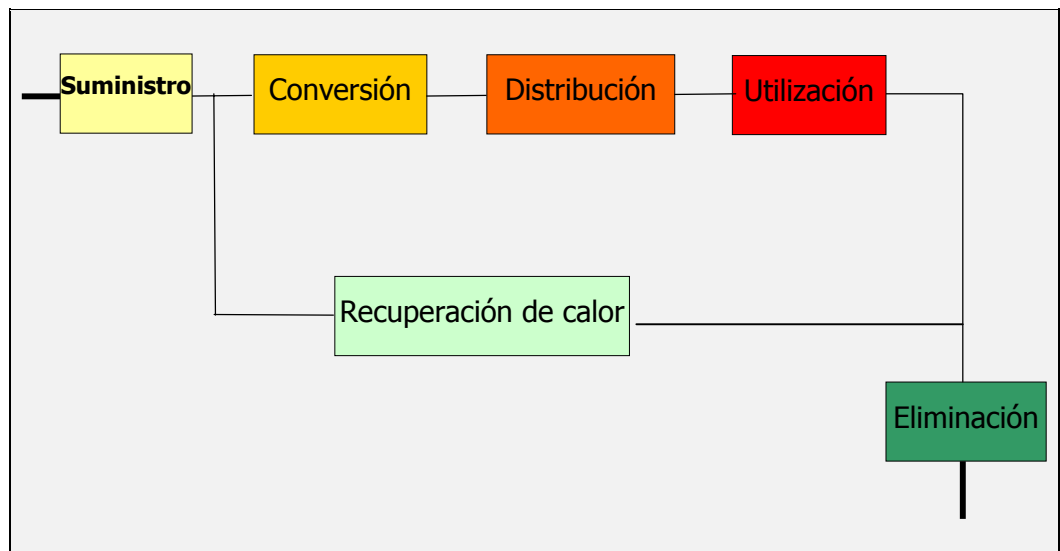 Suministro
Conversión
Distribución
Utilización
Recuperación de calor
Eliminación